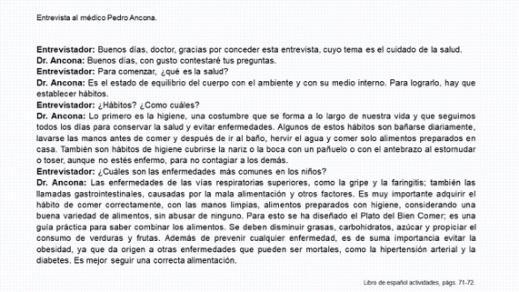 Entrevista al médico Pedro Ancona.
Entrevistador: Buenos días, doctor, gracias por conceder esta entrevista, cuyo tema es el cuidado de la salud.
Dr. Ancona: Buenos días, con gusto contestaré tus preguntas.
Entrevistador: Para comenzar, ¿qué es la salud?
Dr. Ancona: Es el estado de equilibrio del cuerpo con el ambiente y con su medio interno. Para lograrlo, hay que
establecer hábitos.
Entrevistador: ¿Hábitos? ¿Como cuáles?
Dr. Ancona: Lo primero es la higiene, una costumbre que se forma a lo largo de nuestra vida y que seguimos
todos los días para conservar la salud y evitar enfermedades. Algunos de estos hábitos son bañarse diariamente,
lavarse las manos antes de comer y después de ir al baño, hervir el agua y comer solo alimentos preparados en
casa. También son hábitos de higiene cubrirse la nariz o la boca con un pañuelo o con el antebrazo al estornudar
o toser, aunque no estés enfermo, para no contagiar a los demás.
Entrevistador: ¿Cuáles son las enfermedades más comunes en los niños?
Dr. Ancona: Las enfermedades de las vías respiratorias superiores, como la gripe y la faringitis; también las
llamadas gastrointestinales, causadas por la mala alimentación y otros factores. Es muy importante adquirir el
hábito de comer correctamente, con las manos limpias, alimentos preparados con higiene, considerando una
buena variedad de alimentos, sin abusar de ninguno. Para esto se ha diseñado el Plato del Bien Comer; es una
guía práctica para saber combinar los alimentos. Se deben disminuir grasas, carbohidratos, azúcar y propiciar
el consumo de verduras y frutas. Además de prevenir cualquier enfermedad, es de suma importancia evitar la
obesidad, ya que da origen a otras enfermedades que pueden ser mortales, como la hipertensión arterial y la
diabetes. Es mejor seguir una correcta alimentación.
Libro de español actividades, págs. 71-72.